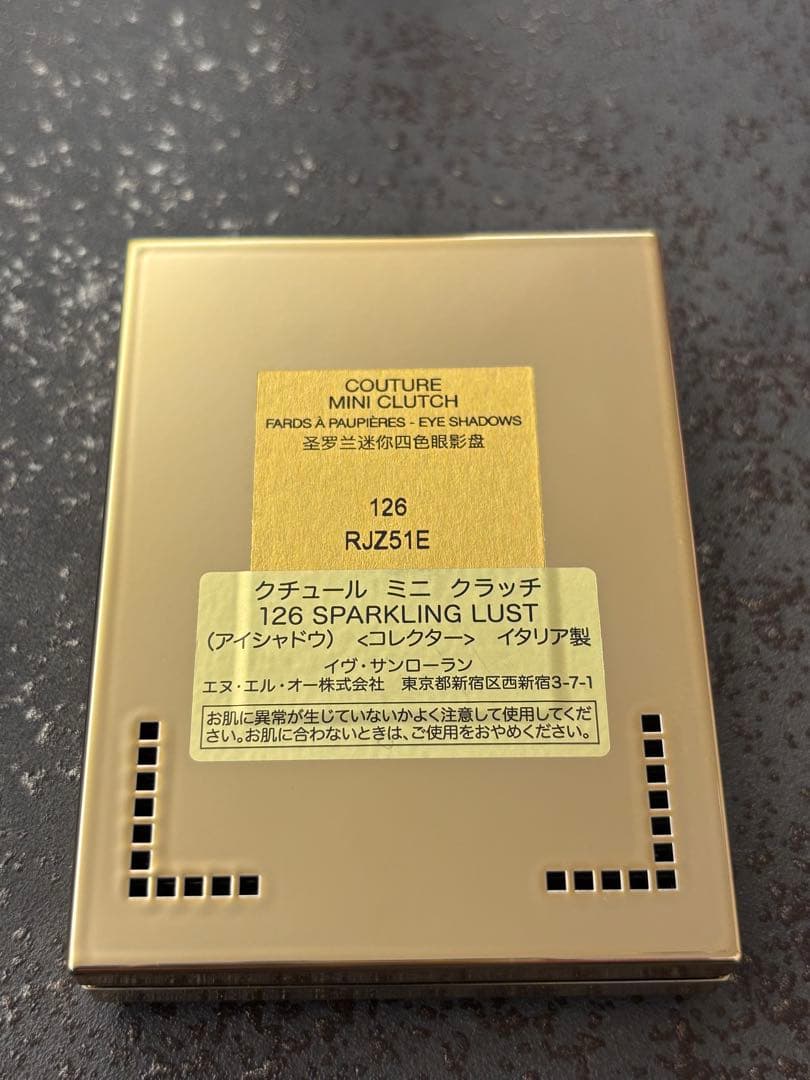 COUTURE
MINI CLUTCH
FARDS À PAUPIÈRES - EYE SHADOWS
圣罗兰迷你四色眼影盘
126
RJZ51E
クチュール ミニ クラッチ
126 SPARKLING LUST
（アイシャドウ） <コレクター> イタリア製
イヴ・サンローラン
エヌ・エル・オー株式会社 東京都新宿区西新宿3-7-1
お肌に異常が生じていないかよく注意して使用してくだ
さい。お肌に合わないときは、ご使用をおやめください。